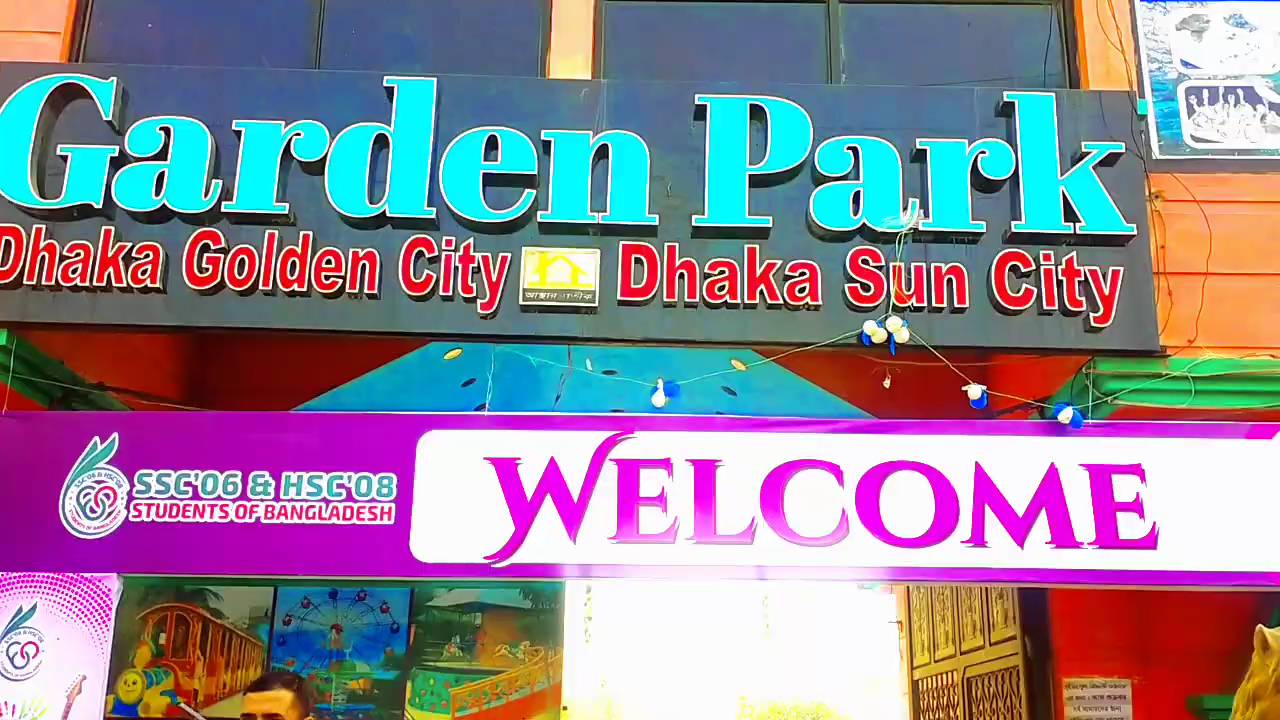 Garden Park
Dhaka Golden City Dhaka Sun City
SSC'06 & HSC'08
STUDENTS OF BANGLADESH
WELCOME